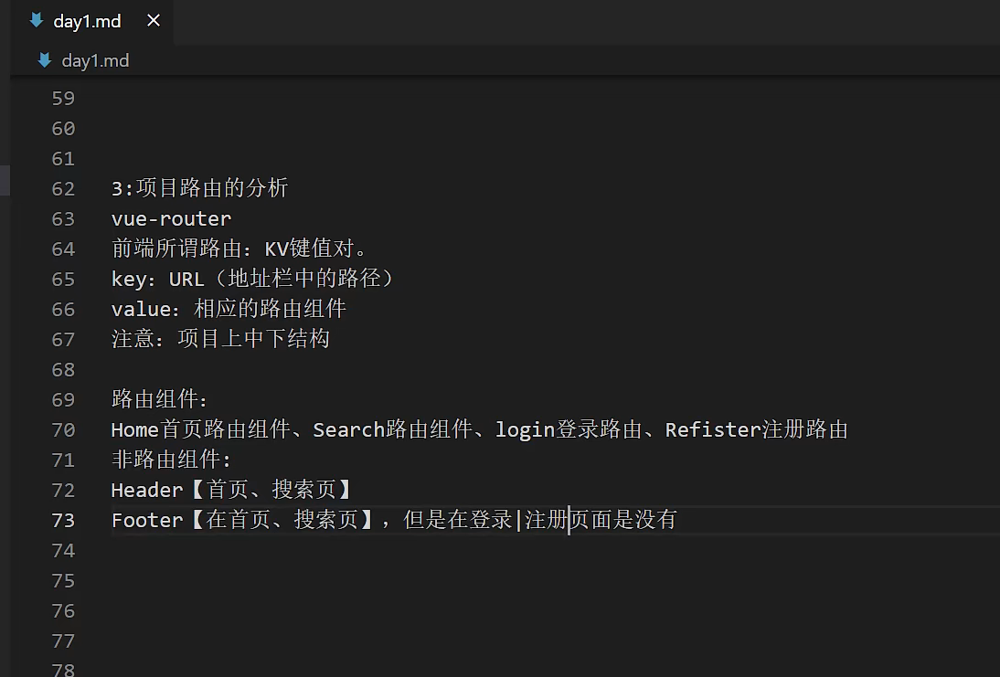 day1.md
day1.md
59
60
61
62 3:项目路由的分析
63 vue-router
64 前端所谓路由：KV键值对。
65 key：URL（地址栏中的路径）
66 value：相应的路由组件
67 注意：项目上中下结构
68
69 路由组件：
70 Home首页路由组件、Search路由组件、login登录路由、Refister注册路由
71 非路由组件：
72 Header【首页、搜索页】
73 Footer【在首页、搜索页】，但是在登录|注册页面是没有
74
75
76
77
78